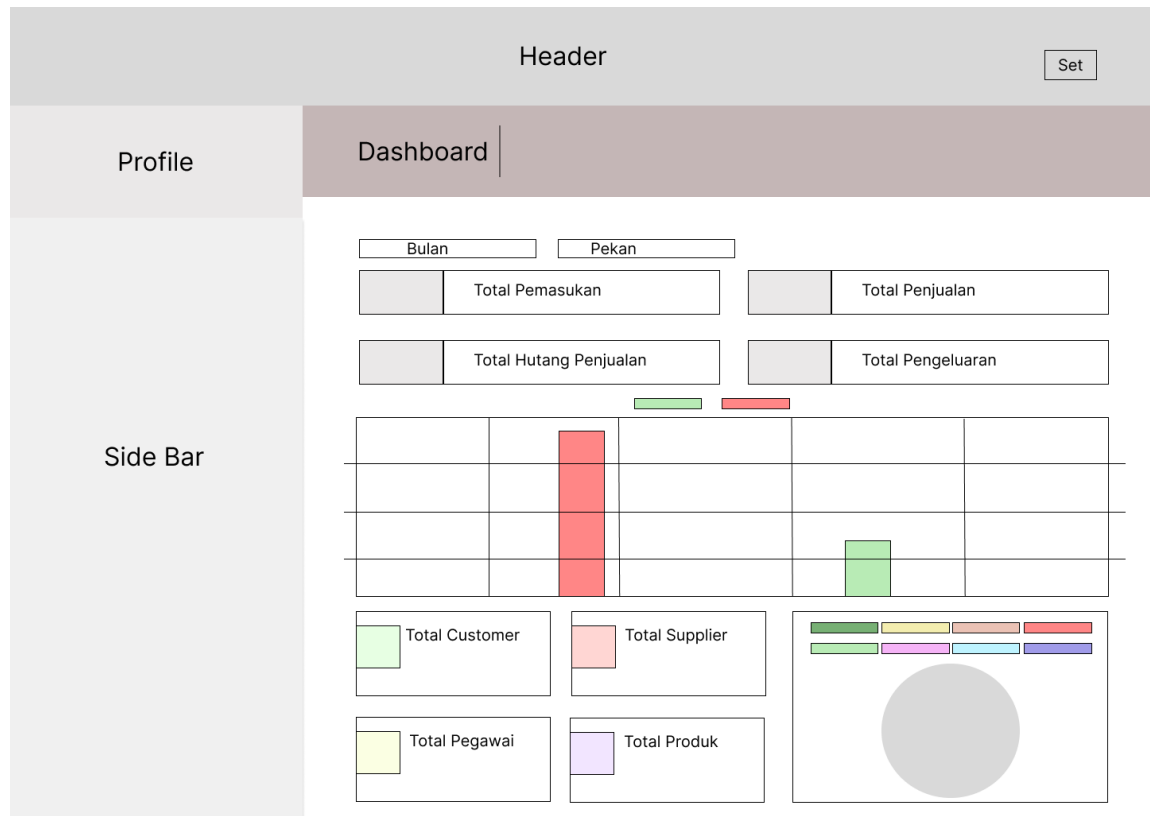 Header
Set
Profile
Dashboard
Bulan
Pekan
Total Pemasukan
Total Penjualan
Total Hutang Penjualan
Total Pengeluaran
Side Bar
Total Customer
Total Supplier
Total Pegawai
Total Produk